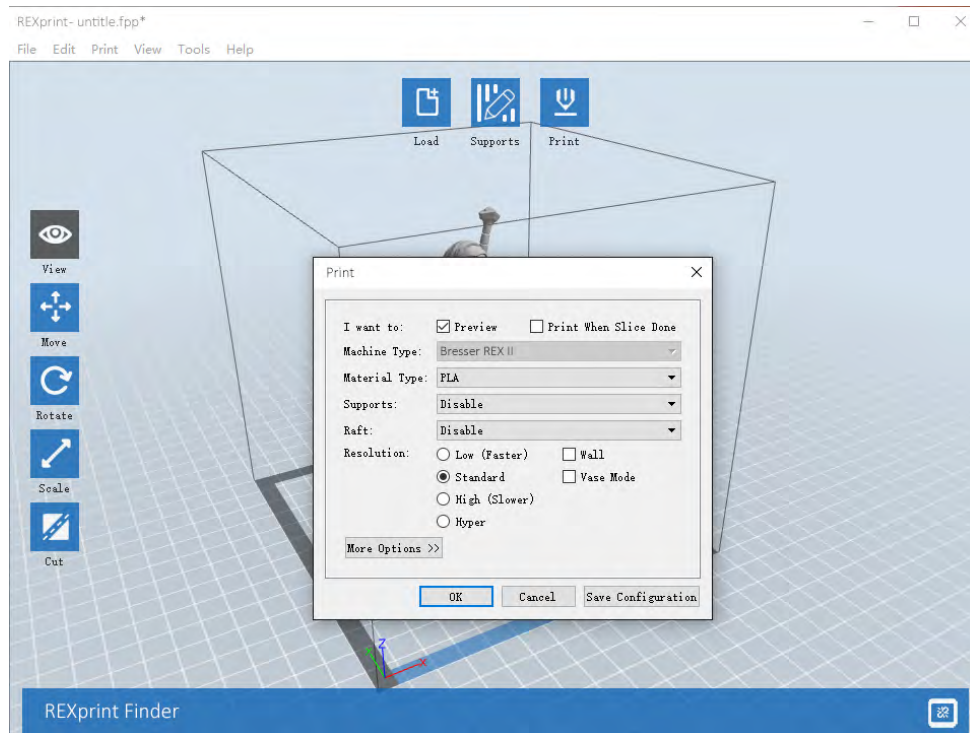 REXprint- untitle.fpp*
File Edit Print View Tools Help
Load Supports Print
View
Move
Rotate
Scale
Cut
Print
I want to: Preview Print When Slice Done
Machine Type: Bresser REX II
Material Type: PLA
Supports: Disable
Raft: Disable
Resolution: Low (Faster) Wall
Standard Vase Mode
High (Slower)
Hyper
More Options >>
OK Cancel Save Configuration
Z
Y
X
REXprint Finder